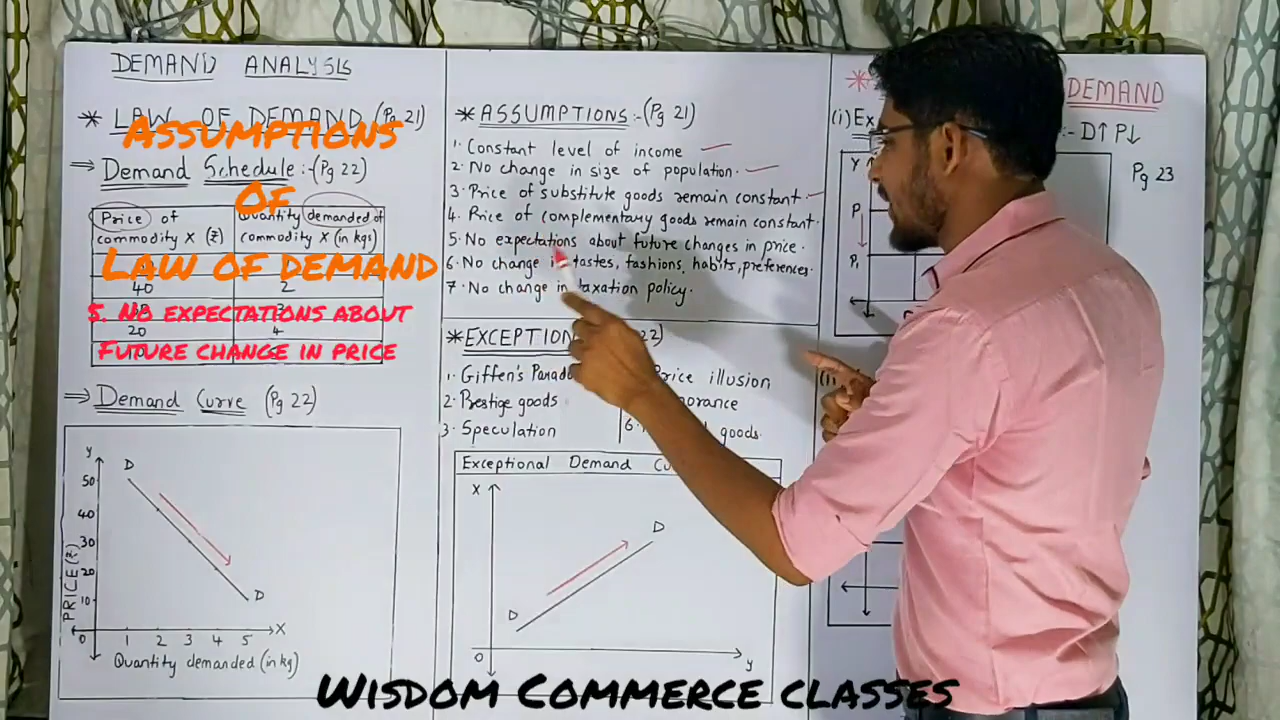 DEMAND ANALYSIS
* LAW OF DEMAND (Pg 21)
⇒ Demand Schedule:-(Pg 22)
Price of commodity X (₹)
Quantity demanded of commodity X (in kgs)
40 2
20 4
⇒ Demand Curve (Pg 22)
y
D
50
40
30
20
10
0
1 2 3 4 5 X
D
PRICE(₹)
Quantity demanded (in kg)
Assumptions
Of
Law of demand
5. No expectations about
Future change in price
* ASSUMPTIONS:-(Pg 21)
1. Constant level of income
2. No change in size of population.
3. Price of substitute goods remain constant.
4. Price of complementary goods remain constant.
5. No expectations about future changes in price.
6. No change tastes, fashions, habits, preferences.
7. No change in taxation policy.
* EXCEPTION 22)
1. Giffen's Price illusion
2. Prestige goods
3. Speculation 6. goods.
Exceptional Demand
X
D
D
0
y
* DEMAND
(i) Ex :- D↑ P↓
Pg 23
Y
P
P₁
Wisdom Commerce classes